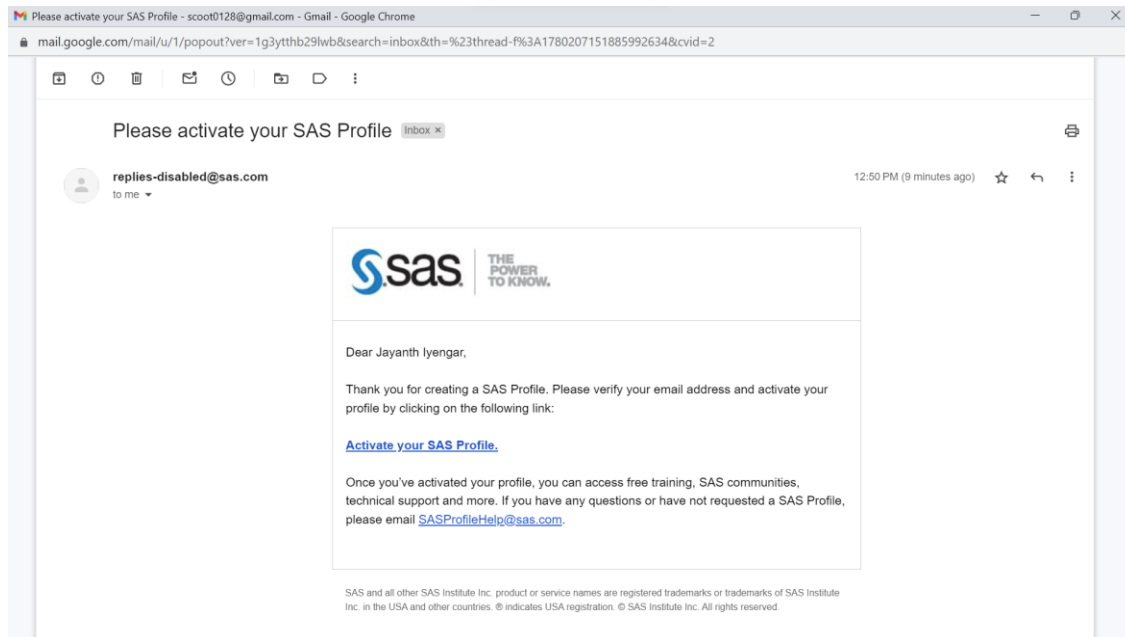 Please activate your SAS Profile - scoot0128@gmail.com - Gmail - Google Chrome
mail.google.com/mail/u/1/popout?ver=1g3ytthb29lwb&search=inbox&th=%23thread-f%3A1780207151885992634&cvid=2
Please activate your SAS Profile Inbox ×
replies-disabled@sas.com 12:50 PM (9 minutes ago)
to me
sas THE
POWER
TO KNOW.
Dear Jayanth Iyengar,
Thank you for creating a SAS Profile. Please verify your email address and activate your
profile by clicking on the following link:
Activate your SAS Profile.
Once you've activated your profile, you can access free training, SAS communities,
technical support and more. If you have any questions or have not requested a SAS Profile,
please email SASProfileHelp@sas.com.
SAS and all other SAS Institute Inc. product or service names are registered trademarks or trademarks of SAS Institute
Inc. in the USA and other countries. ® indicates USA registration. © SAS Institute Inc. All rights reserved.